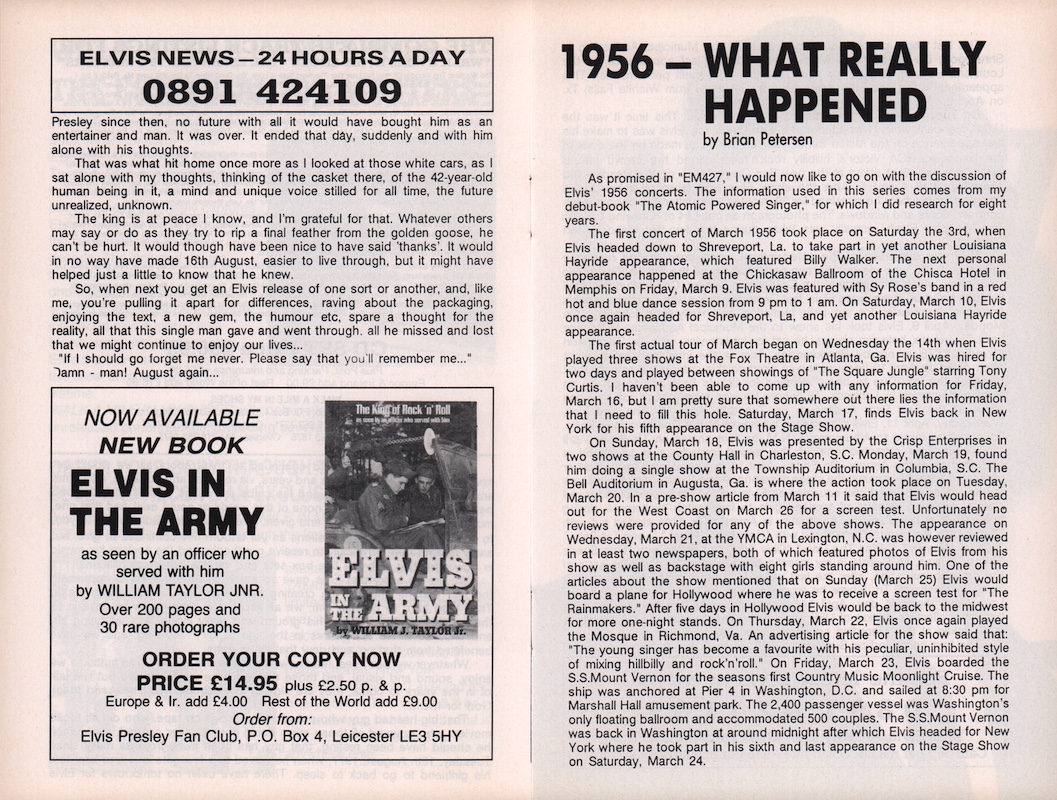 ELVIS NEWS – 24 HOURS A DAY
0891 424109
Presley since then, no future with all it would have bought him as an
entertainer and man. It was over. It ended that day, suddenly and with him
alone with his thoughts.
That was what hit home once more as I looked at those white cars, as I
sat alone with my thoughts, thinking of the casket there, of the 42-year-old
human being in it, a mind and unique voice stilled for all time, the future
unrealized, unknown.
The king is at peace I know, and I'm grateful for that. Whatever others
may say or do as they try to rip a final feather from the golden goose, he
can't be hurt. It would though have been nice to have said 'thanks'. It would
in no way have made 16th August, easier to live through, but it might have
helped just a little to know that he knew.
So, when next you get an Elvis release of one sort or another, and, like
me, you're pulling it apart for differences, raving about the packaging,
enjoying the text, a new gem, the humour etc, spare a thought for the
reality, all that this single man gave and went through. all he missed and lost
that we might continue to enjoy our lives...
"If I should go forget me never. Please say that you'll remember me..."
Damn - man! August again...
NOW AVAILABLE
NEW BOOK
ELVIS IN
THE ARMY
as seen by an officer who
served with him
by WILLIAM TAYLOR JNR.
Over 200 pages and
30 rare photographs
The King of Rock 'n' Roll
as seen by an officer who served with him
ELVIS
IN THE ARMY
by WILLIAM J. TAYLOR Jr.
ORDER YOUR COPY NOW
PRICE £14.95 plus £2.50 p. & p.
Europe & Ir. add £4.00 Rest of the World add £9.00
Order from:
Elvis Presley Fan Club, P.O. Box 4, Leicester LE3 5HY
1956 – WHAT REALLY
HAPPENED
by Brian Petersen
As promised in "EM427," I would now like to go on with the discussion of
Elvis' 1956 concerts. The information used in this series comes from my
debut-book "The Atomic Powered Singer," for which I did research for eight
years.
The first concert of March 1956 took place on Saturday the 3rd, when
Elvis headed down to Shreveport, La. to take part in yet another Louisiana
Hayride appearance, which featured Billy Walker. The next personal
appearance happened at the Chickasaw Ballroom of the Chisca Hotel in
Memphis on Friday, March 9. Elvis was featured with Sy Rose's band in a red
hot and blue dance session from 9 pm to 1 am. On Saturday, March 10, Elvis
once again headed for Shreveport, La, and yet another Louisiana Hayride
appearance.
The first actual tour of March began on Wednesday the 14th when Elvis
played three shows at the Fox Theatre in Atlanta, Ga. Elvis was hired for
two days and played between showings of "The Square Jungle" starring Tony
Curtis. I haven't been able to come up with any information for Friday,
March 16, but I am pretty sure that somewhere out there lies the information
that I need to fill this hole. Saturday, March 17, finds Elvis back in New
York for his fifth appearance on the Stage Show.
On Sunday, March 18, Elvis was presented by the Crisp Enterprises in
two shows at the County Hall in Charleston, S.C. Monday, March 19, found
him doing a single show at the Township Auditorium in Columbia, S.C. The
Bell Auditorium in Augusta, Ga. is where the action took place on Tuesday,
March 20. In a pre-show article from March 11 it said that Elvis would head
out for the West Coast on March 26 for a screen test. Unfortunately no
reviews were provided for any of the above shows. The appearance on
Wednesday, March 21, at the YMCA in Lexington, N.C. was however reviewed
in at least two newspapers, both of which featured photos of Elvis from his
show as well as backstage with eight girls standing around him. One of the
articles about the show mentioned that on Sunday (March 25) Elvis would
board a plane for Hollywood where he was to receive a screen test for "The
Rainmakers." After five days in Hollywood Elvis would be back to the midwest
for more one-night stands. On Thursday, March 22, Elvis once again played
the Mosque in Richmond, Va. An advertising article for the show said that:
"The young singer has become a favourite with his peculiar, uninhibited style
of mixing hillbilly and rock'n'roll." On Friday, March 23, Elvis boarded the
S.S.Mount Vernon for the seasons first Country Music Moonlight Cruise. The
ship was anchored at Pier 4 in Washington, D.C. and sailed at 8:30 pm for
Marshall Hall amusement park. The 2,400 passenger vessel was Washington's
only floating ballroom and accommodated 500 couples. The S.S.Mount Vernon
was back in Washington at around midnight after which Elvis headed for New
York where he took part in his sixth and last appearance on the Stage Show
on Saturday, March 24.